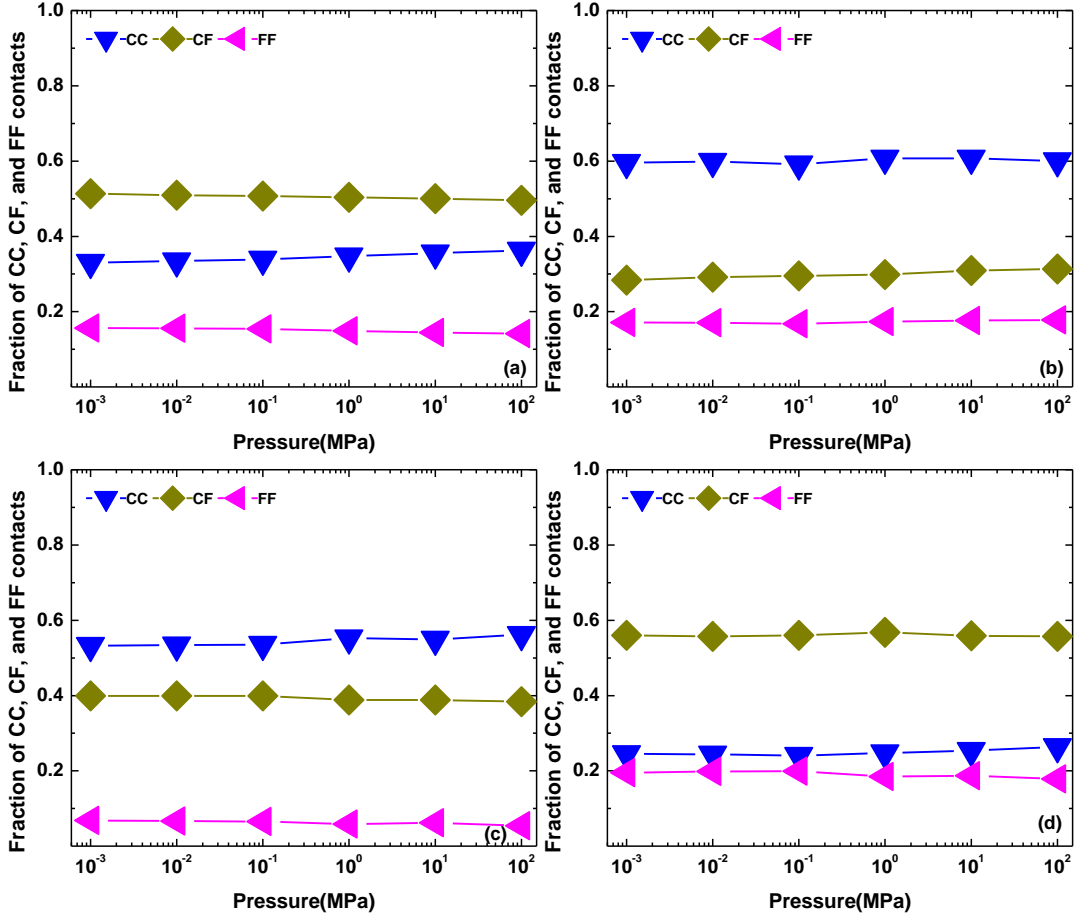 1.0
0.8
0.6
0.4
0.2
Fraction of CC, CF, and FF contacts
CC CF FF
(a)
10⁻³ 10⁻² 10⁻¹ 10⁰ 10¹ 10²
Pressure(MPa)
1.0
0.8
0.6
0.4
0.2
Fraction of CC, CF, and FF contacts
CC CF FF
(b)
10⁻³ 10⁻² 10⁻¹ 10⁰ 10¹ 10²
Pressure(MPa)
1.0
0.8
0.6
0.4
0.2
Fraction of CC, CF, and FF contacts
CC CF FF
(c)
10⁻³ 10⁻² 10⁻¹ 10⁰ 10¹ 10²
Pressure(MPa)
1.0
0.8
0.6
0.4
0.2
Fraction of CC, CF, and FF contacts
CC CF FF
(d)
10⁻³ 10⁻² 10⁻¹ 10⁰ 10¹ 10²
Pressure(MPa)